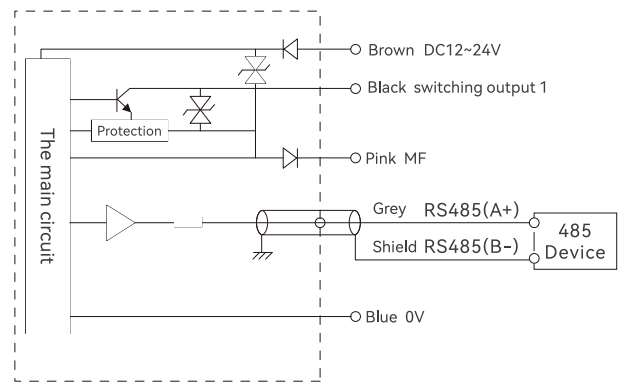 Brown DC12~24V
Black switching output 1
Protection
Pink MF
The main circuit
Grey RS485(A+)
Shield RS485(B-)
485
Device
Blue 0V